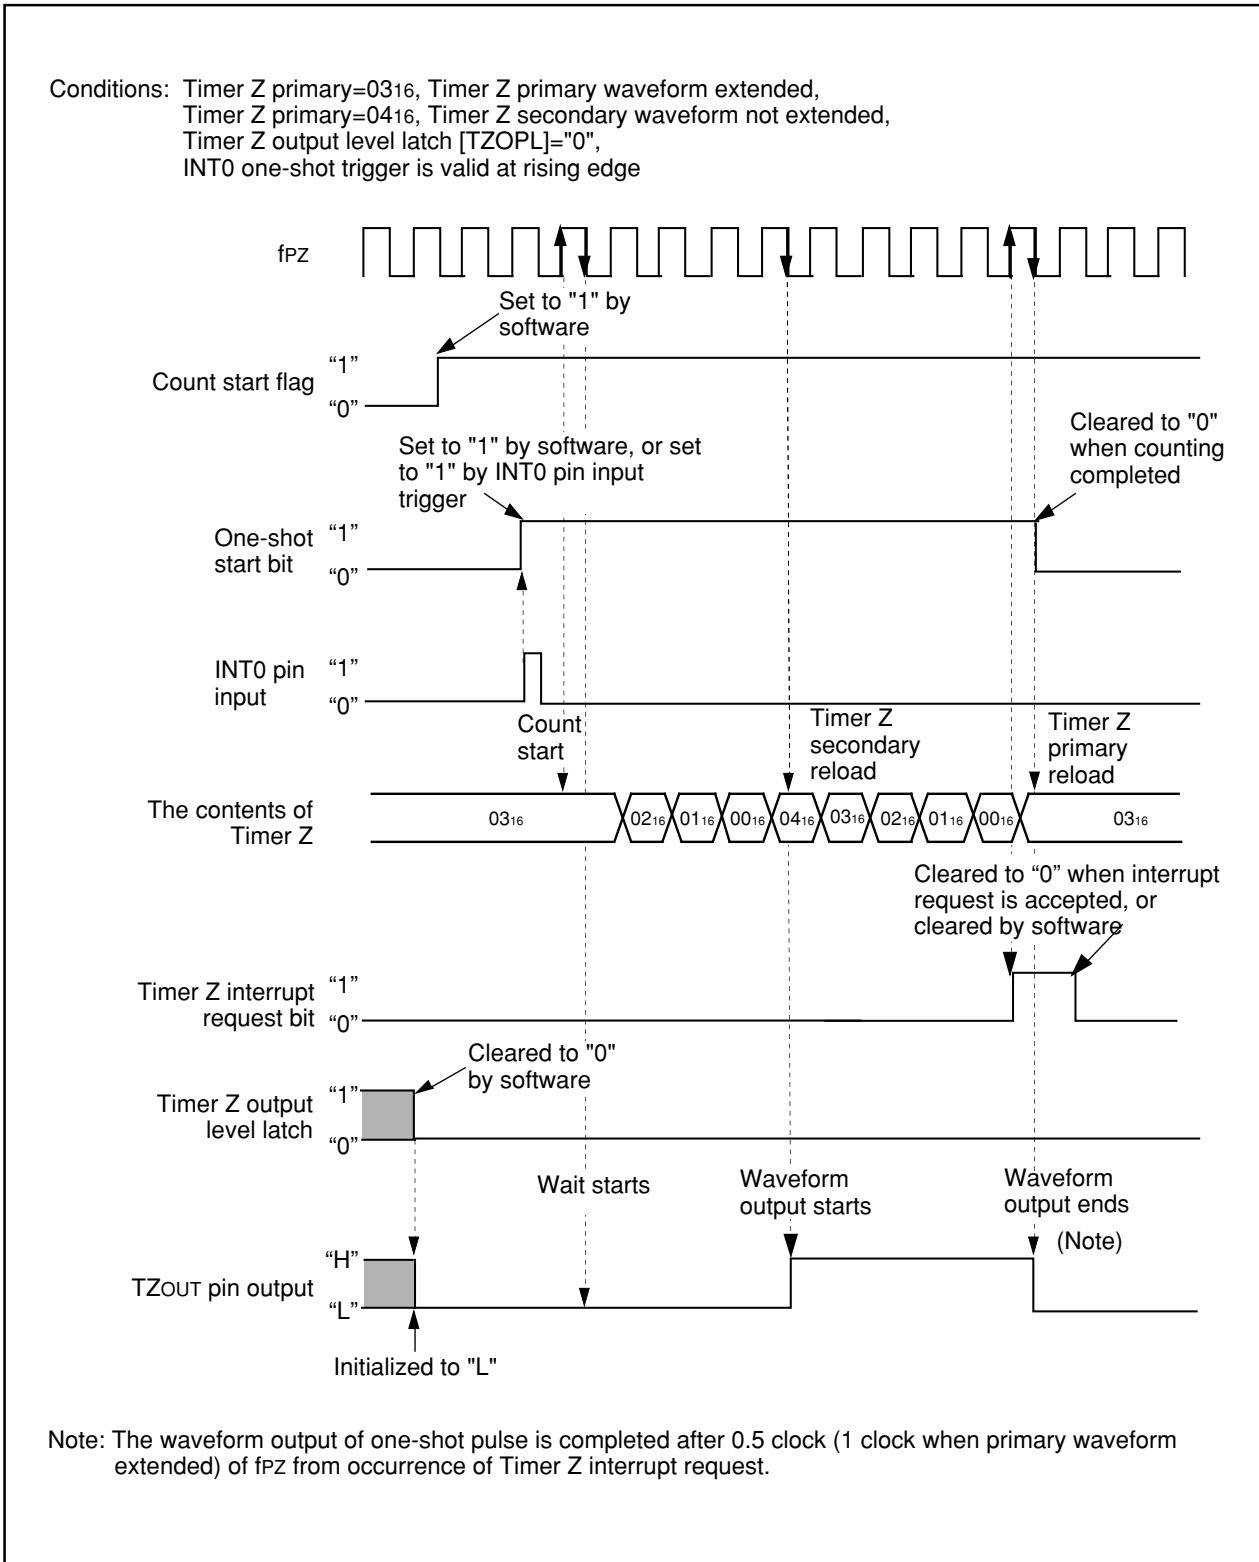 Conditions: Timer Z primary=0316, Timer Z primary waveform extended,
Timer Z primary=0416, Timer Z secondary waveform not extended,
Timer Z output level latch [TZOPL]="0",
INT0 one-shot trigger is valid at rising edge
fPZ
Set to "1" by
software
Count start flag
“1”
“0”
Set to "1" by software, or set
to "1" by INT0 pin input
trigger
Cleared to "0"
when counting
completed
One-shot
start bit
“1”
“0”
INT0 pin
input
“1”
“0”
Count
start
Timer Z
secondary
reload
Timer Z
primary
reload
The contents of
Timer Z
0316 0216 0116 0016 0416 0316 0216 0116 0016 0316
Cleared to “0” when interrupt
request is accepted, or
cleared by software
Timer Z interrupt
request bit
“1”
“0”
Cleared to "0"
by software
Timer Z output
level latch
“1”
“0”
Wait starts
Waveform
output starts
Waveform
output ends
(Note)
TZOUT pin output
“H”
“L”
Initialized to "L"
Note: The waveform output of one-shot pulse is completed after 0.5 clock (1 clock when primary waveform
extended) of fPZ from occurrence of Timer Z interrupt request.